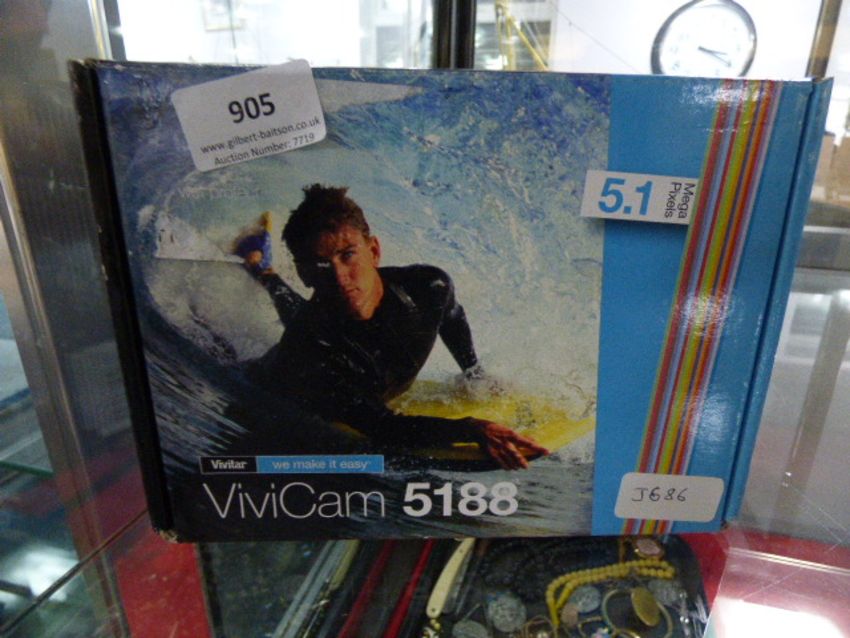 905
www.gilbert-baitson.co.uk
Auction Number: 7719
5.1
Mega
Pixels
Vivitar we make it easy
ViviCam 5188
J686